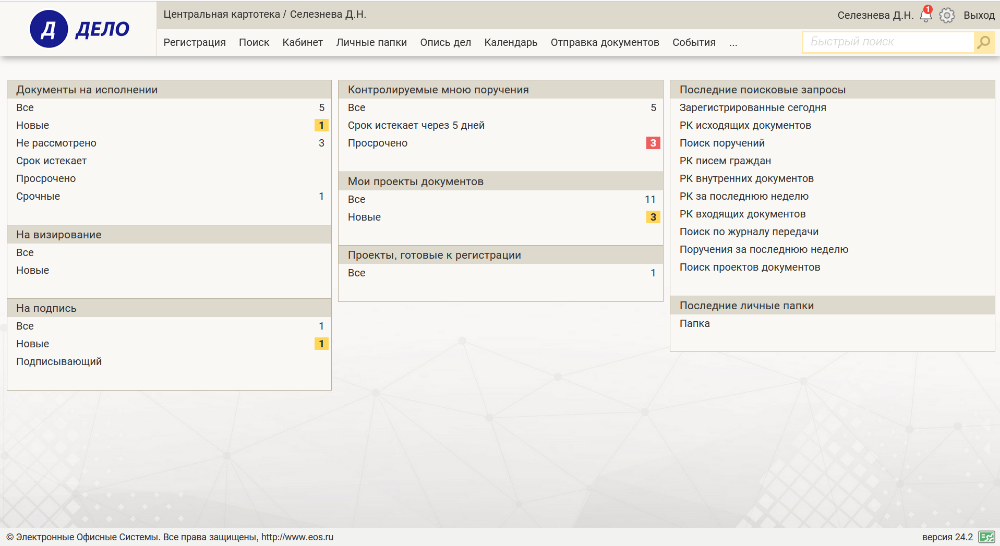 Д ДЕЛО
Центральная картотека / Селезнева Д.Н.
Селезнева Д.Н. 1 Выход
Регистрация Поиск Кабинет Личные папки Опись дел Календарь Отправка документов События ...
Быстрый поиск
Документы на исполнении
Все 5
Новые 1
Не рассмотрено 3
Срок истекает
Просрочено
Срочные 1
На визирование
Все
Новые
На подпись
Все 1
Новые 1
Подписывающий
Контролируемые мною поручения
Все 5
Срок истекает через 5 дней
Просрочено 3
Мои проекты документов
Все 11
Новые 3
Проекты, готовые к регистрации
Все 1
Последние поисковые запросы
Зарегистрированные сегодня
РК исходящих документов
Поиск поручений
РК писем граждан
РК внутренних документов
РК за последнюю неделю
РК входящих документов
Поиск по журналу передачи
Поручения за последнюю неделю
Поиск проектов документов
Последние личные папки
Папка
© Электронные Офисные Системы. Все права защищены, http://www.eos.ru
версия 24.2